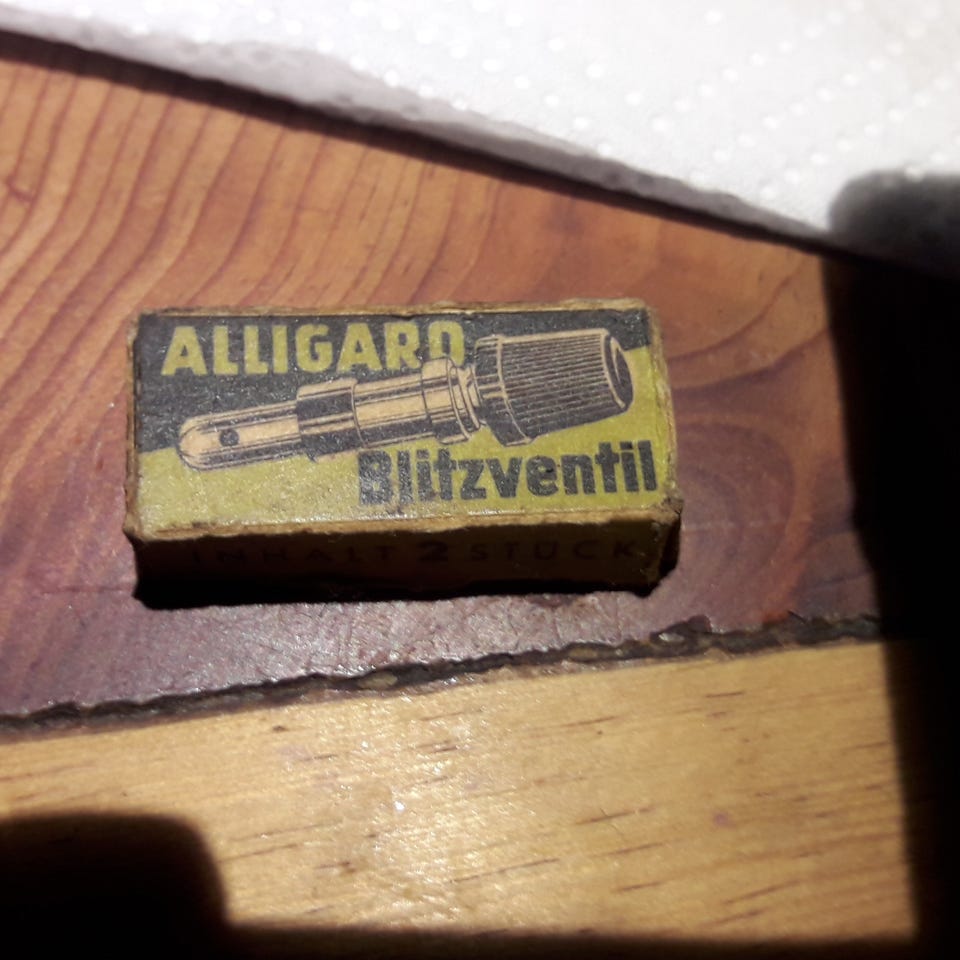 ALLIGARO
Blitzventil
INHALT 2 STÜCK